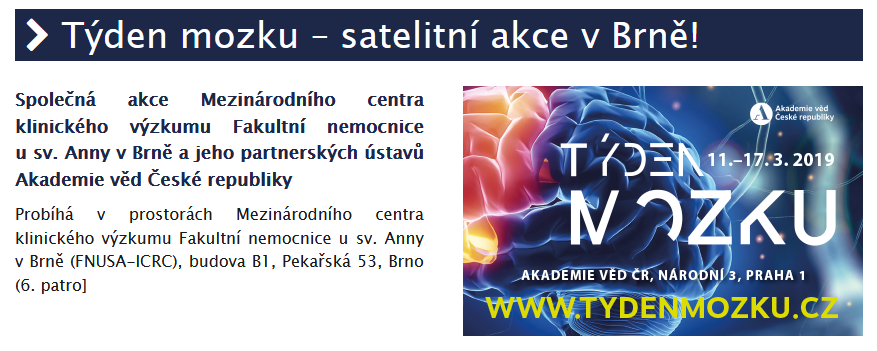 Týden mozku – satelitní akce v Brně!
Společná akce Mezinárodního centra
klinického výzkumu Fakultní nemocnice
u sv. Anny v Brně a jeho partnerských ústavů
Akademie věd České republiky
Probíhá v prostorách Mezinárodního centra
klinického výzkumu Fakultní nemocnice u sv. Anny
v Brně (FNUSA-ICRC), budova B1, Pekařská 53, Brno
(6. patro]
Akademie věd
České republiky
TÝDEN 11.–17. 3. 2019
MOZKU
AKADEMIE VĚD ČR, NÁRODNÍ 3, PRAHA 1
WWW.TYDENMOZKU.CZ